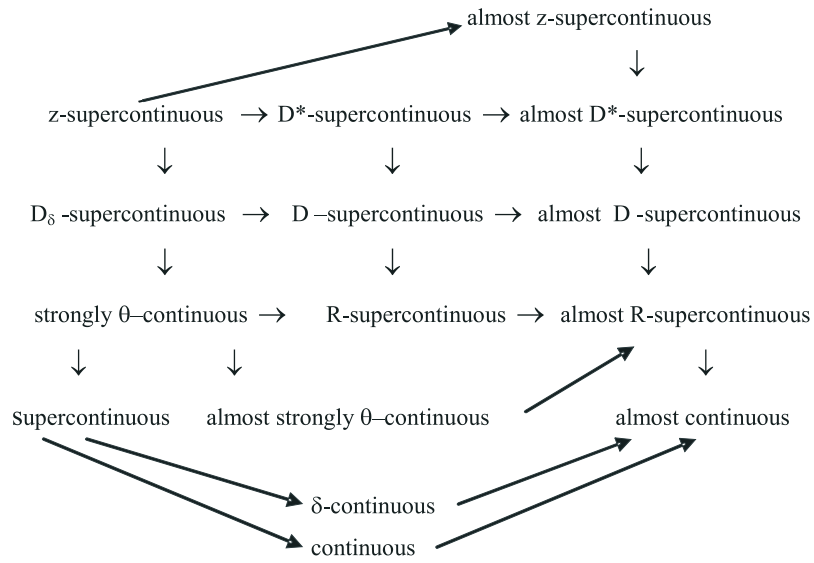 almost z-supercontinuous
↓
z-supercontinuous → D*-supercontinuous → almost D*-supercontinuous
↓ ↓ ↓
Dδ -supercontinuous → D –supercontinuous → almost D -supercontinuous
↓ ↓ ↓
strongly θ–continuous → R-supercontinuous → almost R-supercontinuous
↓ ↓ ↓
supercontinuous almost strongly θ–continuous almost continuous
δ-continuous
continuous